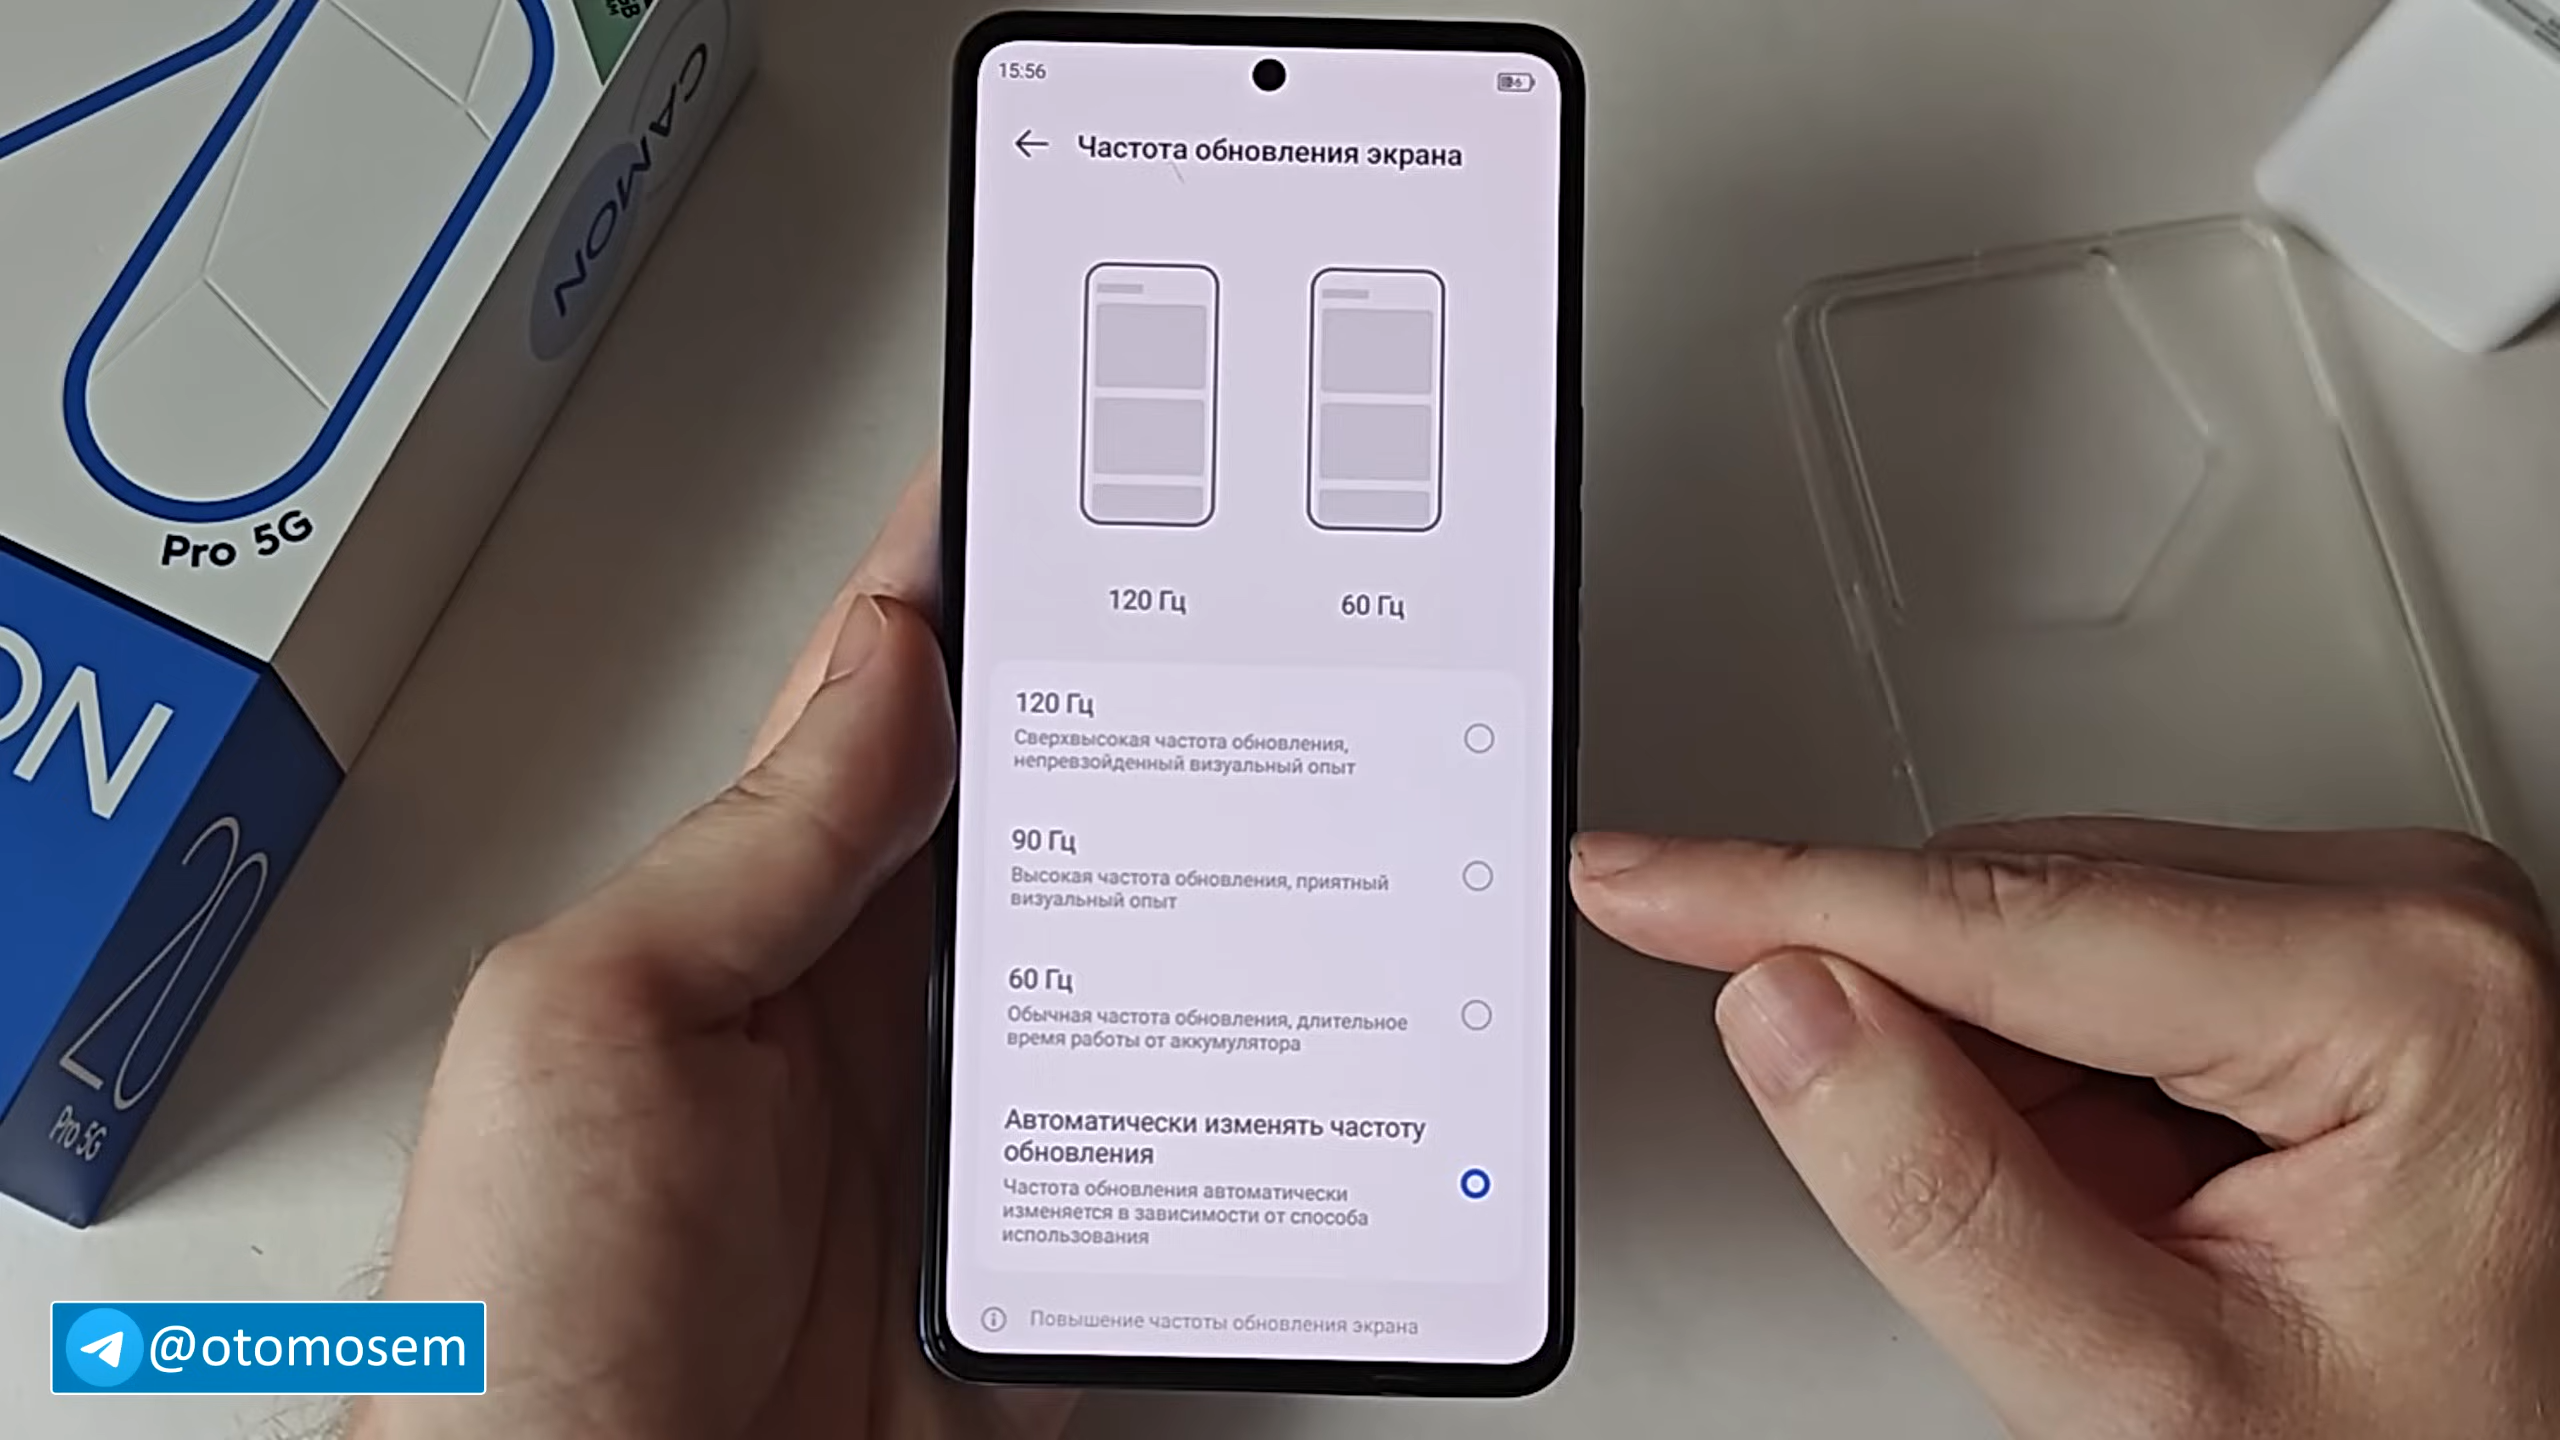 15:56
Частота обновления экрана
120 Гц
60 Гц
120 Гц
Сверхвысокая частота обновления,
непревзойденный визуальный опыт
90 Гц
Высокая частота обновления, приятный
визуальный опыт
60 Гц
Обычная частота обновления, длительное
время работы от аккумулятора
Автоматически изменять частоту
обновления
Частота обновления автоматически
изменяется в зависимости от способа
использования
Повышение частоты обновления экрана
CAMON
Pro 5G
ON
20
Pro 5G
@otomosem